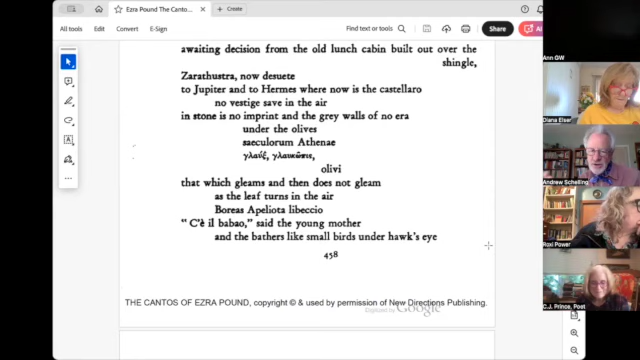 Ezra Pound The Cantos of E
+ Create
All tools
Edit
Convert
E-Sign
Find text or tools
Share
AI
awaiting decision from the old lunch cabin built out over the
shingle,
Zarathustra, now desuete
to Jupiter and to Hermes where now is the castellaro
no vestige save in the air
in stone is no imprint and the grey walls of no era
under the olives
saeculorum Athenae
γλαύξ, γλαυκῶπις,
olivi
that which gleams and then does not gleam
as the leaf turns in the air
Boreas Apeliota libeccio
“ C'è il babao,” said the young mother
and the bathers like small birds under hawk's eye
458
THE CANTOS OF EZRA POUND, copyright © & used by permission of New Directions Publishing.
Digitized by Google
Ann GW
Diana Elser
Andrew Schelling
Roxi Power
C.J. Prince, Post